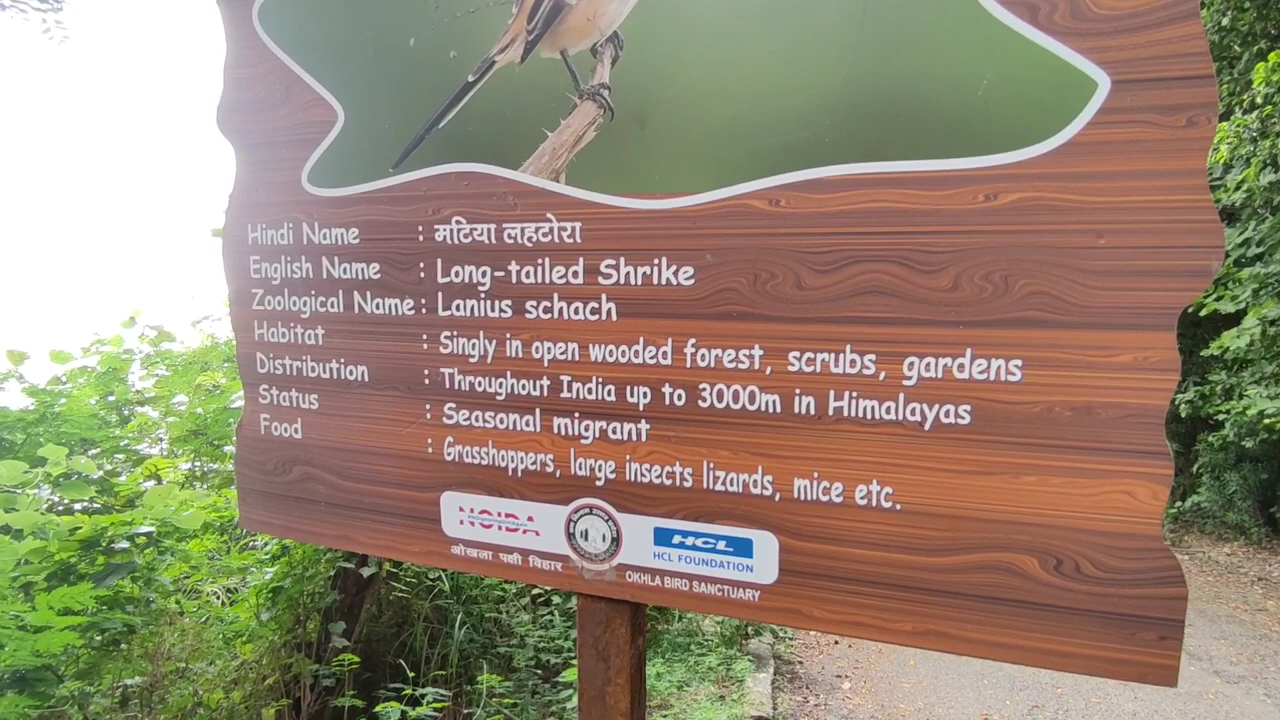 Hindi Name : मटिया लहटोरा
English Name : Long-tailed Shrike
Zoological Name : Lanius schach
Habitat : Singly in open wooded forest, scrubs, gardens
Distribution : Throughout India up to 3000m in Himalayas
Status : Seasonal migrant
Food : Grasshoppers, large insects lizards, mice etc.
NOIDA
HCL
HCL FOUNDATION
ओखला पक्षी विहार
OKHLA BIRD SANCTUARY